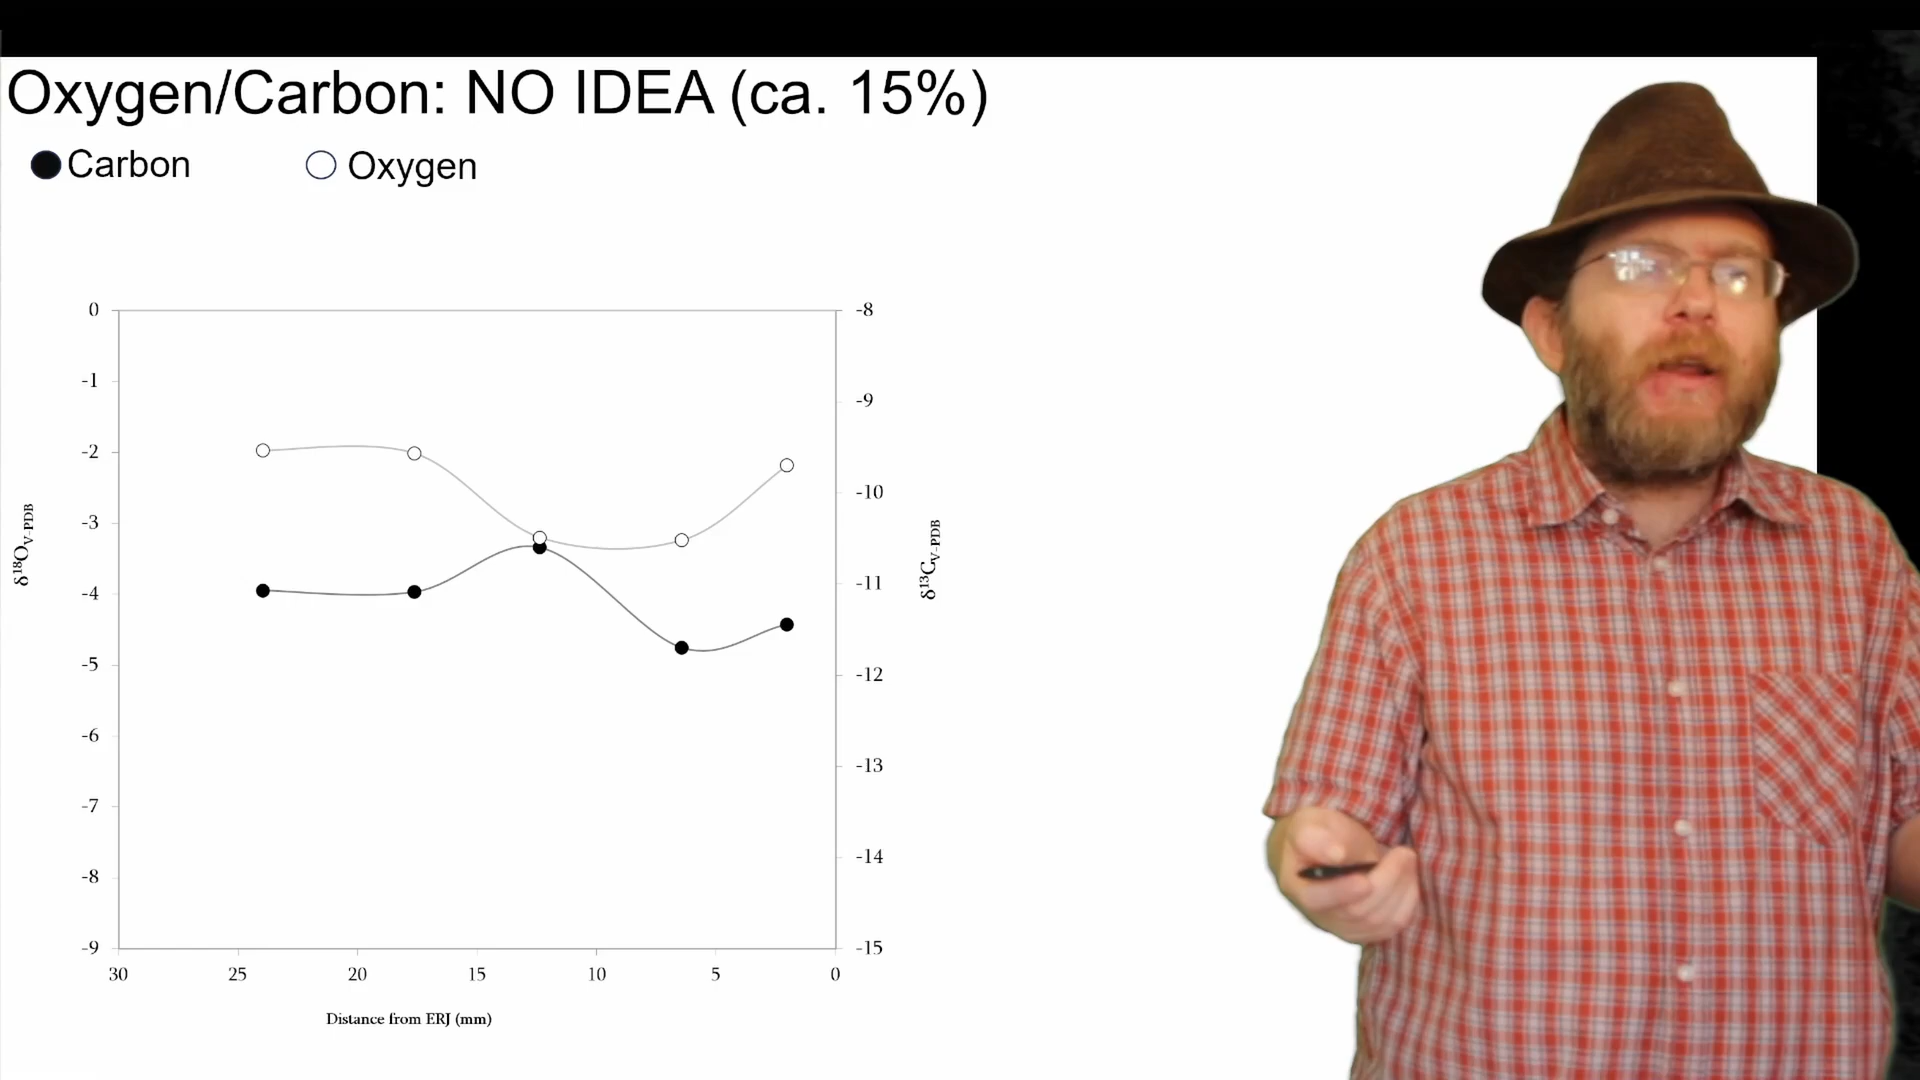 Oxygen/Carbon: NO IDEA (ca. 15%)
Carbon
Oxygen
0
-1
-2
-3
-4
-5
-6
-7
-8
-9
δ¹⁸O V-PDB
-8
-9
-10
-11
-12
-13
-14
-15
δ¹³C V-PDB
30 25 20 15 10 5 0
Distance from ERJ (mm)